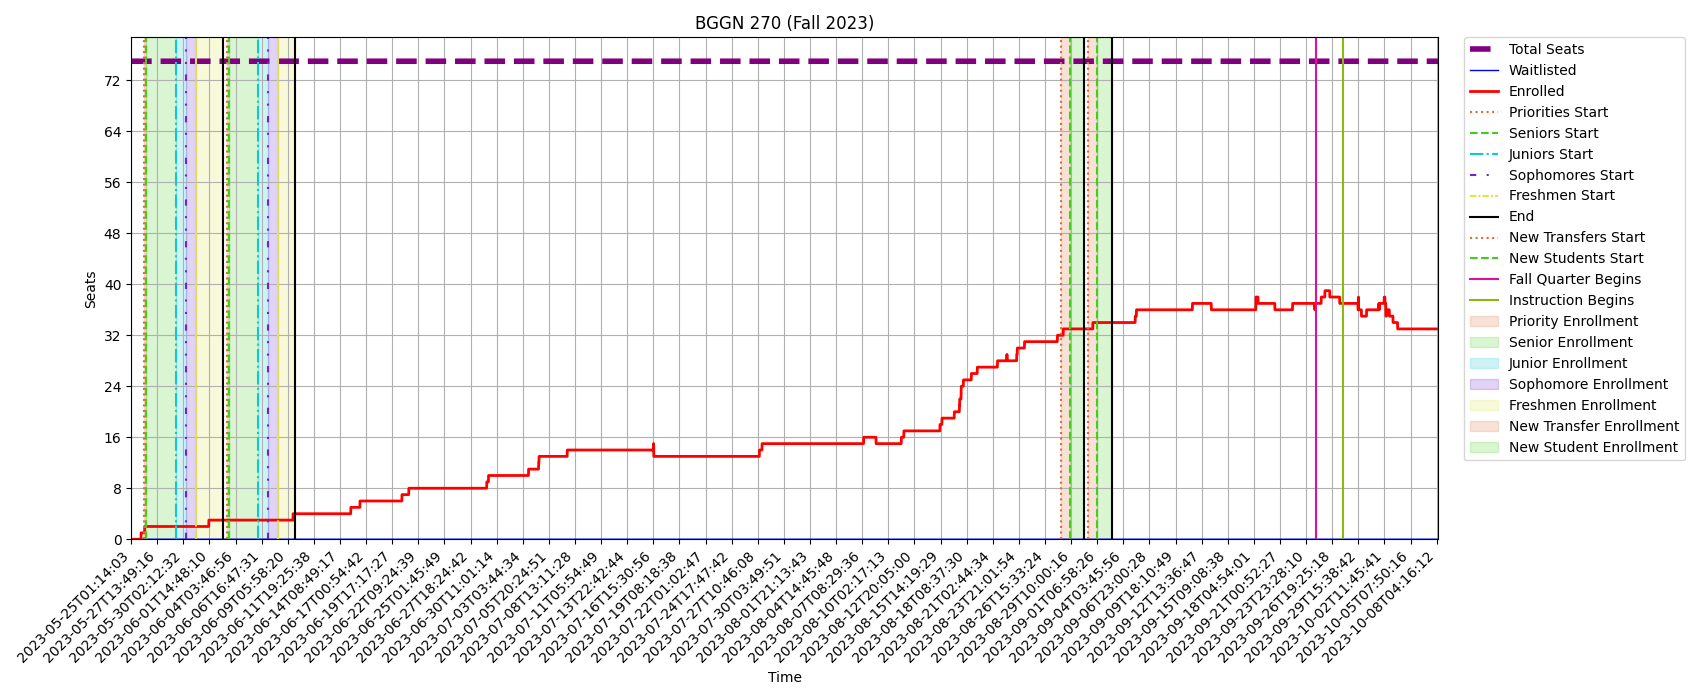 BGGN 270 (Fall 2023)
Seats
72
64
56
48
40
32
24
16
8
0
2023-05-25T01:14:03
2023-05-27T13:49:16
2023-05-30T02:12:32
2023-06-01T14:48:10
2023-06-04T03:46:56
2023-06-06T16:47:31
2023-06-09T05:58:20
2023-06-11T19:25:38
2023-06-14T08:49:17
2023-06-17T00:54:42
2023-06-19T17:17:27
2023-06-22T09:24:39
2023-06-25T01:45:49
2023-06-27T18:24:42
2023-06-30T11:01:14
2023-07-03T03:44:34
2023-07-05T20:24:51
2023-07-08T13:11:28
2023-07-11T05:54:49
2023-07-13T22:42:44
2023-07-16T15:30:56
2023-07-19T08:18:38
2023-07-22T01:02:47
2023-07-24T17:47:42
2023-07-27T10:46:08
2023-07-30T03:49:51
2023-08-01T21:13:43
2023-08-04T14:45:48
2023-08-07T08:29:36
2023-08-10T02:17:13
2023-08-12T20:05:00
2023-08-15T14:19:29
2023-08-18T08:37:30
2023-08-21T02:44:34
2023-08-23T21:01:54
2023-08-26T15:33:24
2023-08-29T10:00:16
2023-09-01T06:58:26
2023-09-04T03:45:56
2023-09-06T23:00:28
2023-09-09T18:10:49
2023-09-12T13:36:47
2023-09-15T09:08:38
2023-09-18T04:54:01
2023-09-21T00:52:27
2023-09-23T23:28:10
2023-09-26T19:25:18
2023-09-29T15:38:42
2023-10-02T11:45:41
2023-10-05T07:50:16
2023-10-08T04:16:12
Time
Total Seats
Waitlisted
Enrolled
Priorities Start
Seniors Start
Juniors Start
Sophomores Start
Freshmen Start
End
New Transfers Start
New Students Start
Fall Quarter Begins
Instruction Begins
Priority Enrollment
Senior Enrollment
Junior Enrollment
Sophomore Enrollment
Freshmen Enrollment
New Transfer Enrollment
New Student Enrollment